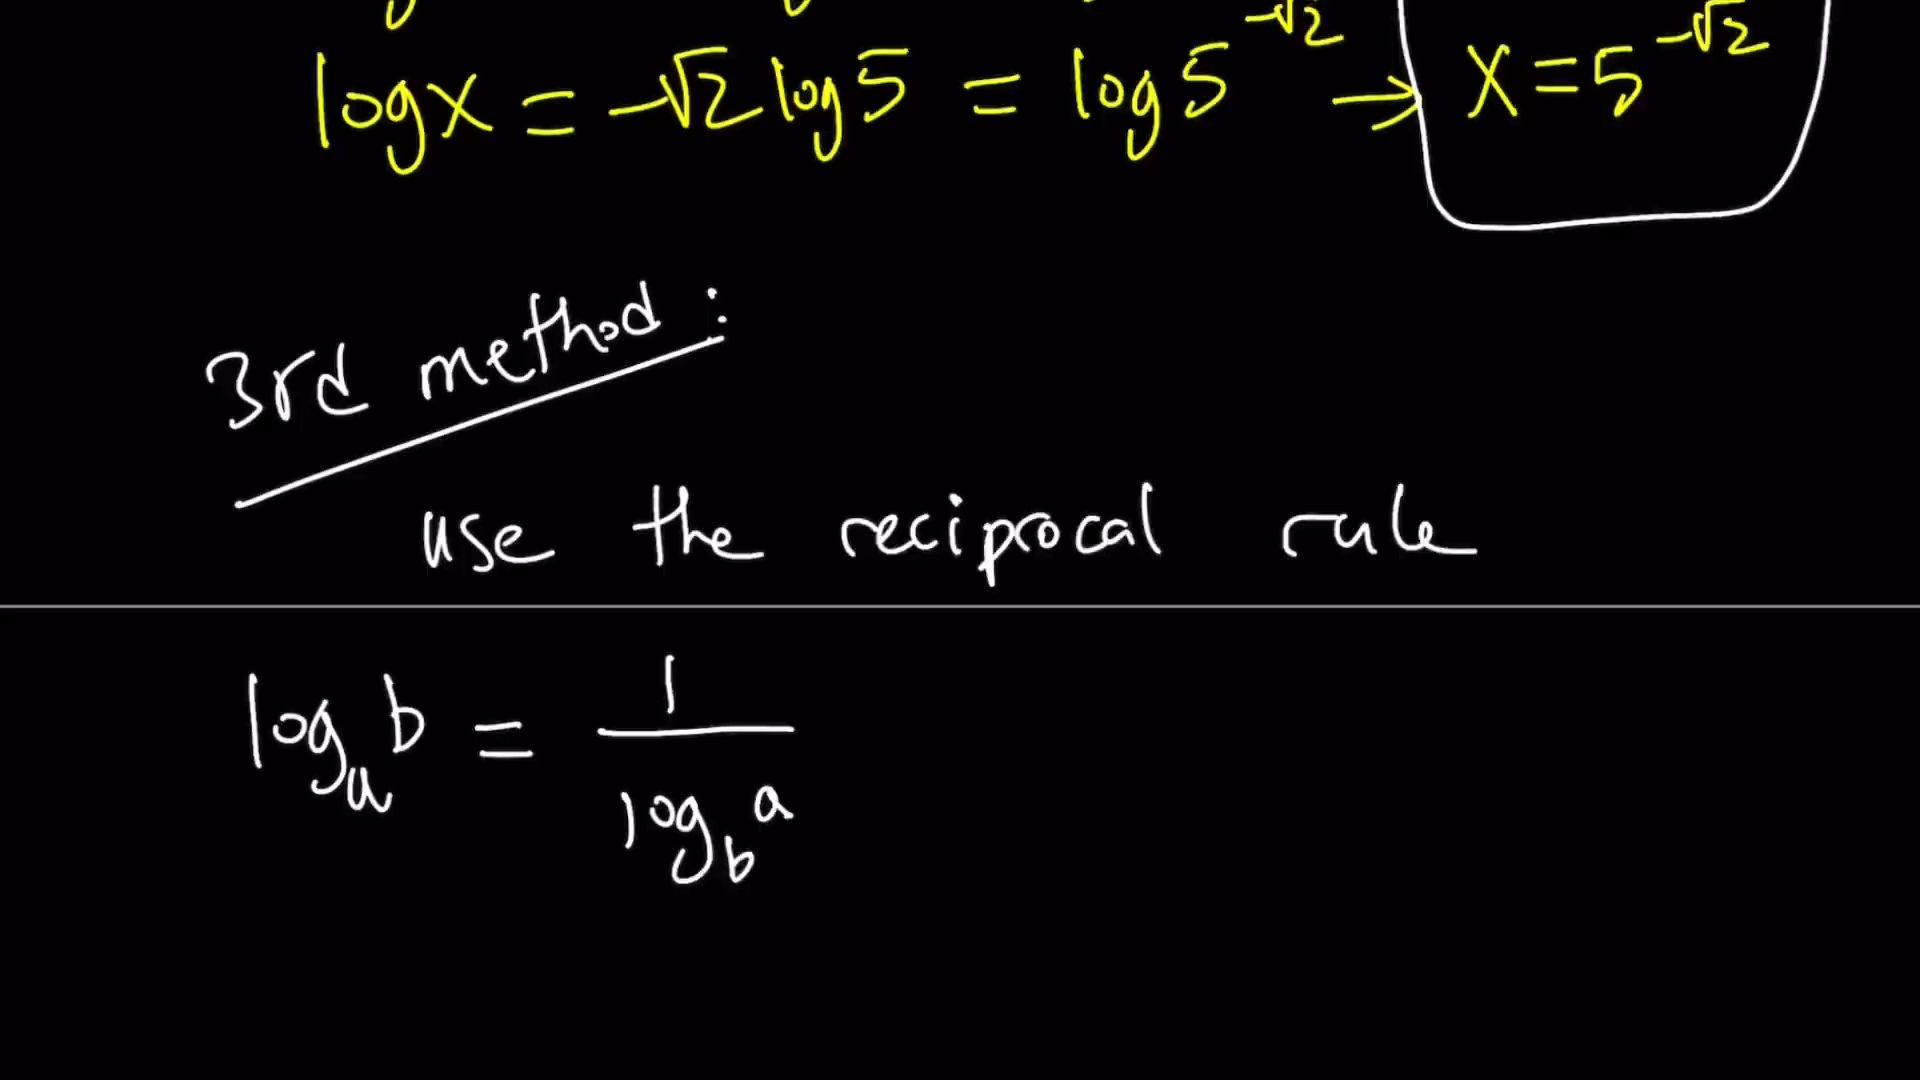 log x = -√2 log 5 = log 5^-√2 → x = 5^-√2
3rd method:
use the reciprocal rule
log_a b = 1 / log_b a